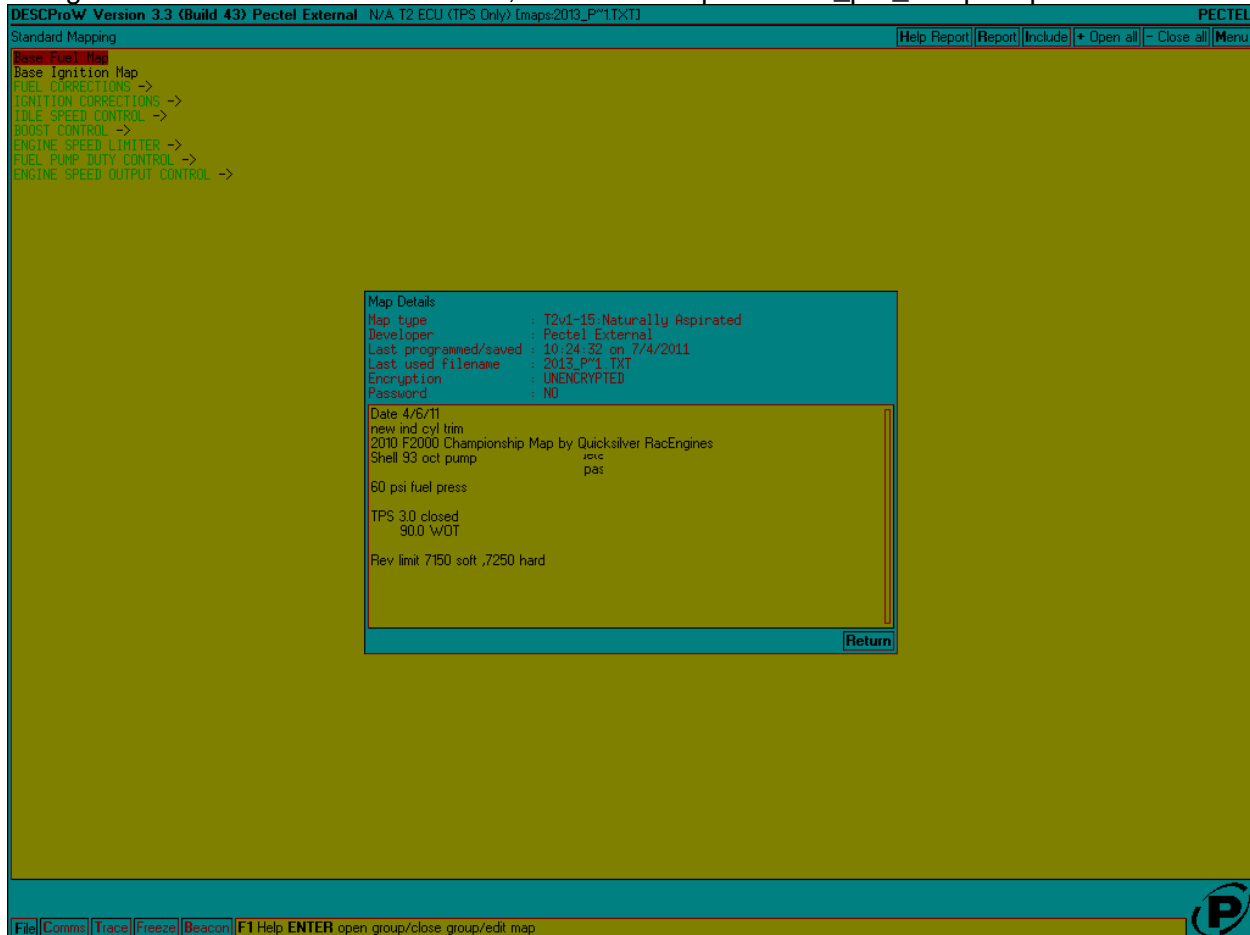 DESCProW Version 3.3 (Build 43) Pectel External N/A T2 ECU (TPS Only) [maps:2013_P~1.TXT] PECTEL
Standard Mapping Help Report Report Include + Open all - Close all Menu
Base Fuel Map
Base Ignition Map
FUEL CORRECTIONS ->
IGNITION CORRECTIONS ->
IDLE SPEED CONTROL ->
BOOST CONTROL ->
ENGINE SPEED LIMITER ->
FUEL PUMP DUTY CONTROL ->
ENGINE SPEED OUTPUT CONTROL ->
Map Details
Map type : T2v1-15:Naturally Aspirated
Developer : Pectel External
Last programmed/saved : 10:24:32 on 7/4/2011
Last used filename : 2013_P~1.TXT
Encryption : UNENCRYPTED
Password : NO
Date 4/6/11
new ind cyl trim
2010 F2000 Championship Map by Quicksilver RacEngines
Shell 93 oct pump
pas
60 psi fuel press
TPS 3.0 closed
90.0 WOT
Rev limit 7150 soft ,7250 hard
Return
File Comms Trace Freeze Beacon F1 Help ENTER open group/close group/edit map